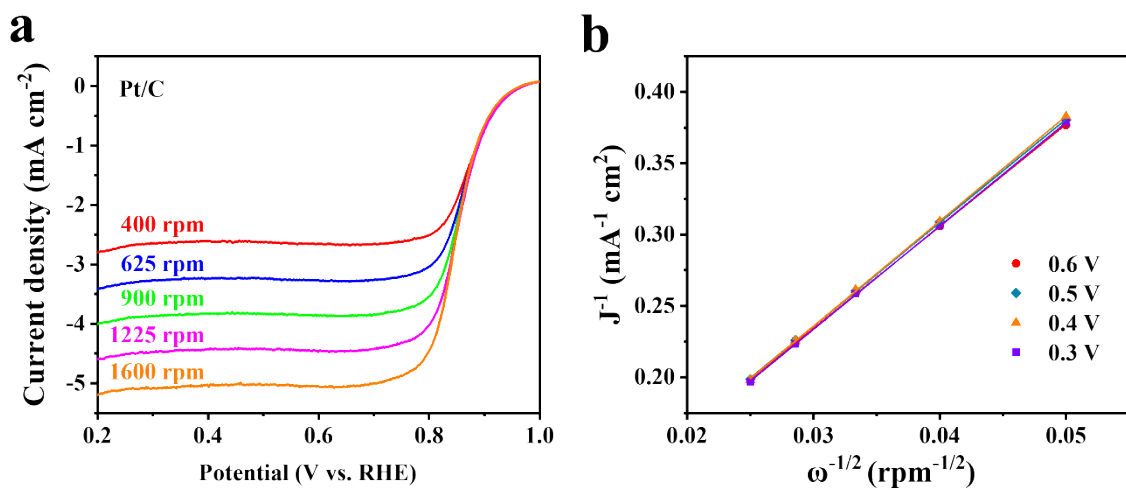 a
Pt/C
400 rpm
625 rpm
900 rpm
1225 rpm
1600 rpm
0
-1
-2
-3
-4
-5
Current density (mA cm⁻²)
0.2 0.4 0.6 0.8 1.0
Potential (V vs. RHE)
b
0.40
0.35
0.30
0.25
0.20
J⁻¹ (mA⁻¹ cm²)
0.6 V
0.5 V
0.4 V
0.3 V
0.02 0.03 0.04 0.05
ω⁻¹/² (rpm⁻¹/²)